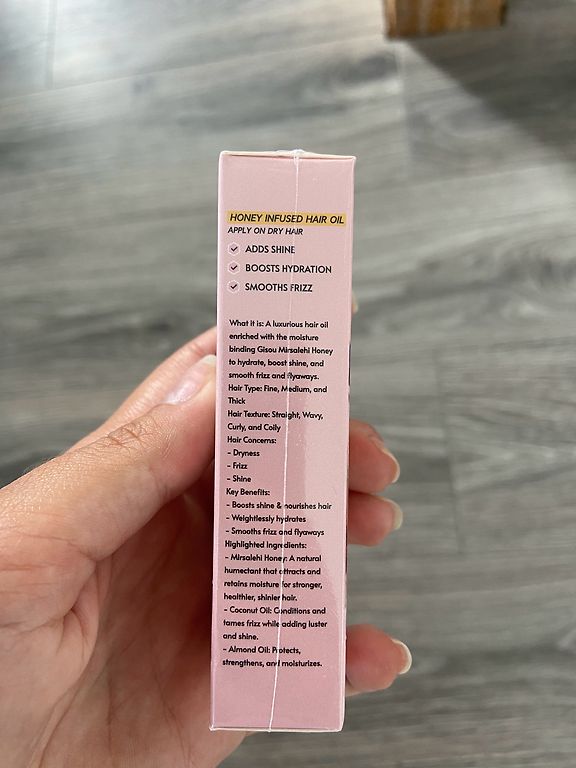 HONEY INFUSED HAIR OIL
APPLY ON DRY HAIR
ADDS SHINE
BOOSTS HYDRATION
SMOOTHS FRIZZ
What it is: A luxurious hair oil
enriched with the moisture
binding Gisou Mirsalehi Honey
to hydrate, boost shine, and
smooth frizz and flyaways.
Hair Type: Fine, Medium, and
Thick
Hair Texture: Straight, Wavy,
Curly, and Coily
Hair Concerns:
- Dryness
- Frizz
- Shine
Key Benefits:
- Boosts shine & nourishes hair
- Weightlessly hydrates
- Smooths frizz and flyaways
Highlighted Ingredients:
- Mirsalehi Honey: A natural
humectant that attracts and
retains moisture for stronger,
healthier, shinier hair.
- Coconut Oil: Conditions and
tames frizz while adding luster
and shine.
- Almond Oil: Protects,
strengthens, and moisturizes.